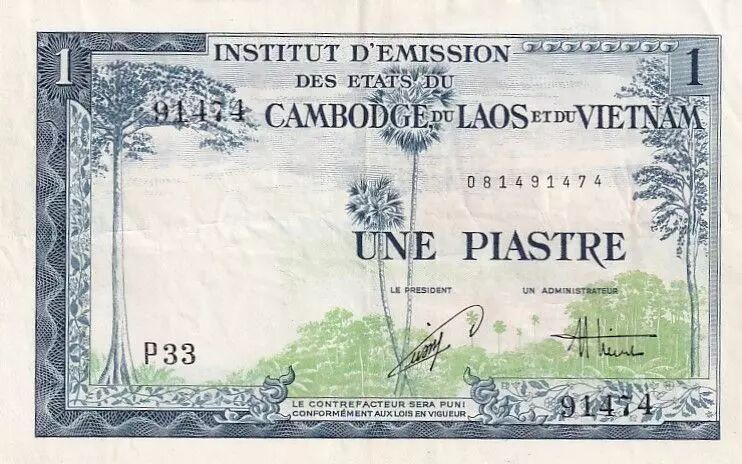 1 INSTITUT D'EMISSION 1
DES ETATS DU
91474 CAMBODGE DU LAOS ET DU VIETNAM
081491474
UNE PIASTRE
LE PRESIDENT UN ADMINISTRATEUR
P33
LE CONTREFACTEUR SERA PUNI
CONFORMÉMENT AUX LOIS EN VIGUEUR
91474